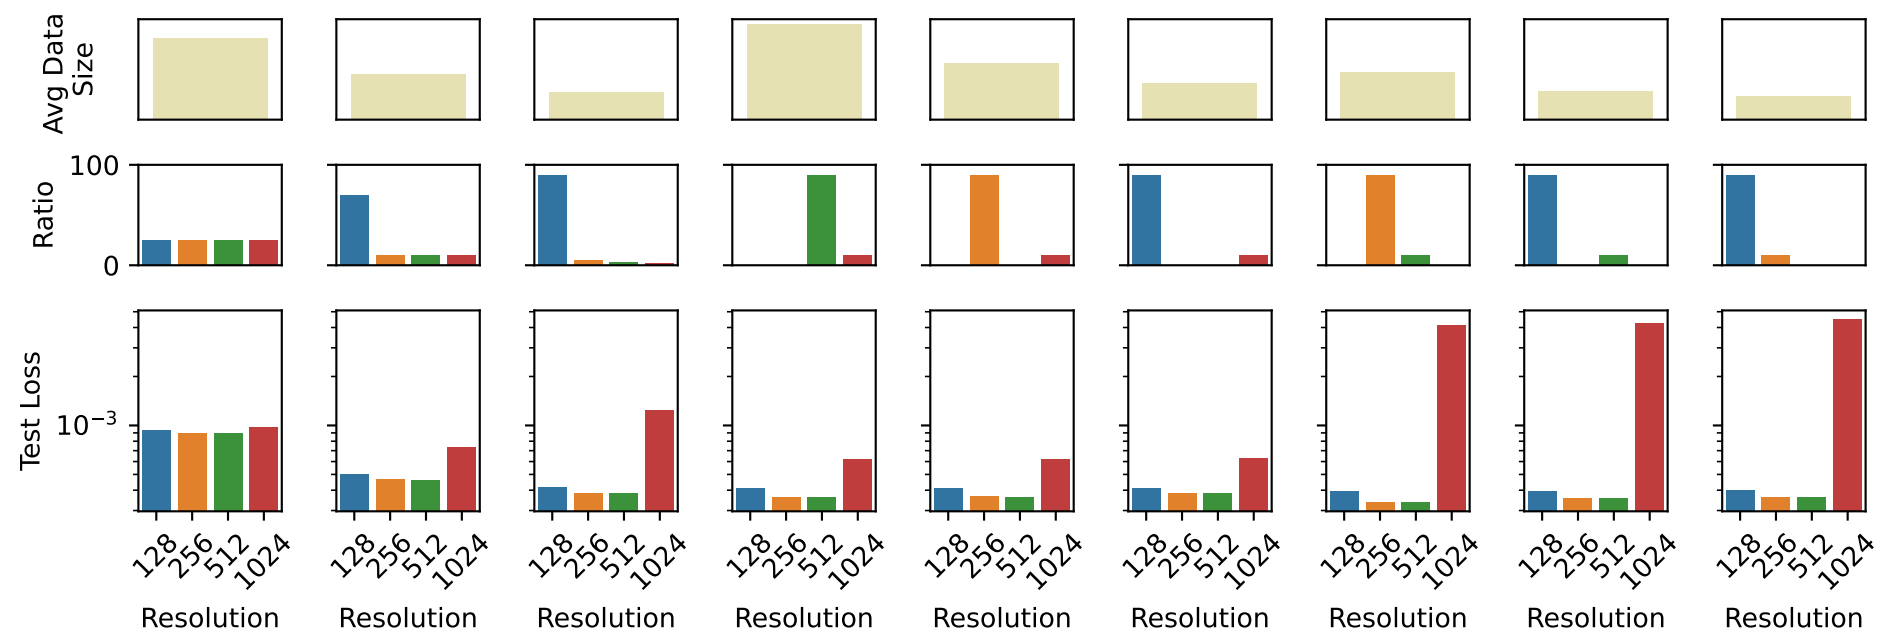 Avg Data
Size
Ratio
100
0
Test Loss
10⁻³
128 256 512 1024 128 256 512 1024 128 256 512 1024 128 256 512 1024 128 256 512 1024 128 256 512 1024 128 256 512 1024 128 256 512 1024 128 256 512 1024
Resolution Resolution Resolution Resolution Resolution Resolution Resolution Resolution Resolution